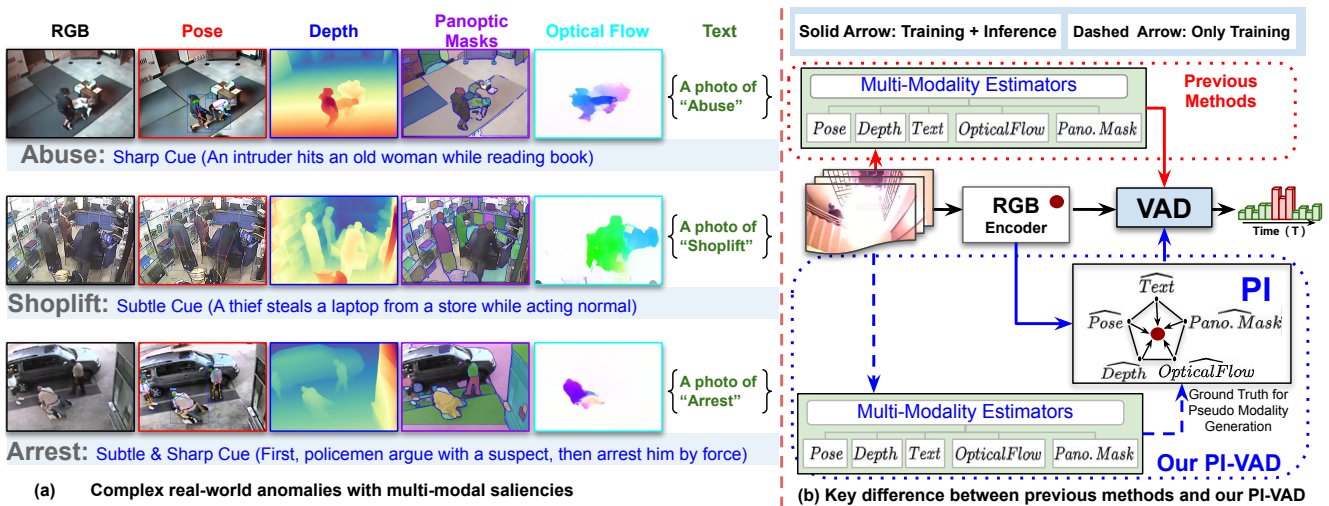 RGB
Pose
Depth
Panoptic
Masks
Optical Flow
Text
A photo of
“Abuse”
Abuse: Sharp Cue (An intruder hits an old woman while reading book)
A photo of
“Shoplift”
Shoplift: Subtle Cue (A thief steals a laptop from a store while acting normal)
A photo of
“Arrest”
Arrest: Subtle & Sharp Cue (First, policemen argue with a suspect, then arrest him by force)
(a) Complex real-world anomalies with multi-modal saliencies
Solid Arrow: Training + Inference
Dashed Arrow: Only Training
Multi-Modality Estimators
Pose Depth Text OpticalFlow Pano.Mask
Previous
Methods
RGB
Encoder
VAD
Time (T)
PI
Text
Pose
Pano.Mask
Depth
OpticalFlow
Ground Truth for
Pseudo Modality
Generation
Multi-Modality Estimators
Pose Depth Text OpticalFlow Pano.Mask
Our PI-VAD
(b) Key difference between previous methods and our PI-VAD